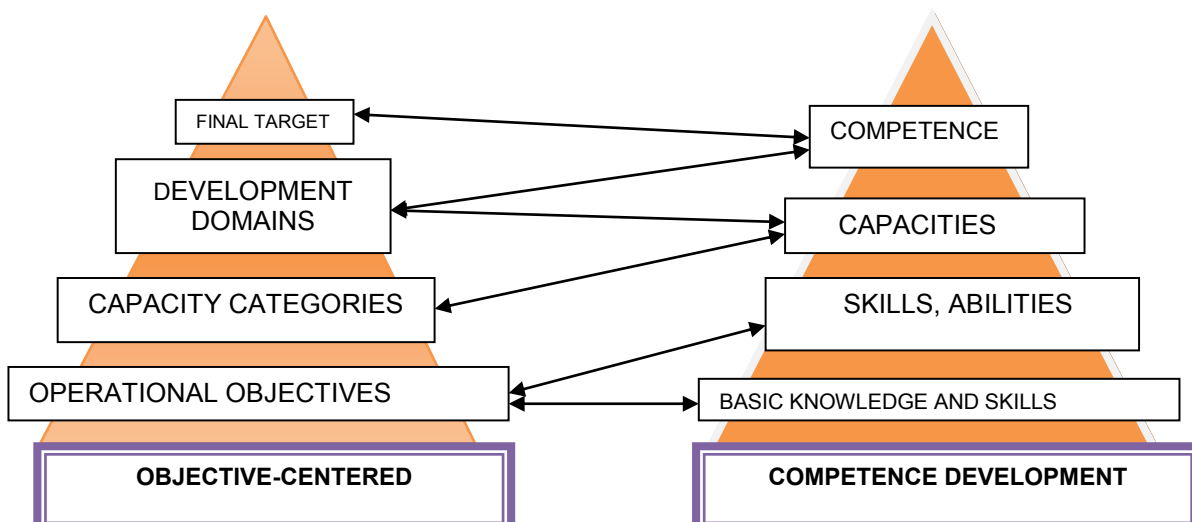 FINAL TARGET
COMPETENCE
DEVELOPMENT
DOMAINS
CAPACITIES
CAPACITY CATEGORIES
SKILLS, ABILITIES
OPERATIONAL OBJECTIVES
BASIC KNOWLEDGE AND SKILLS
OBJECTIVE-CENTERED
COMPETENCE DEVELOPMENT